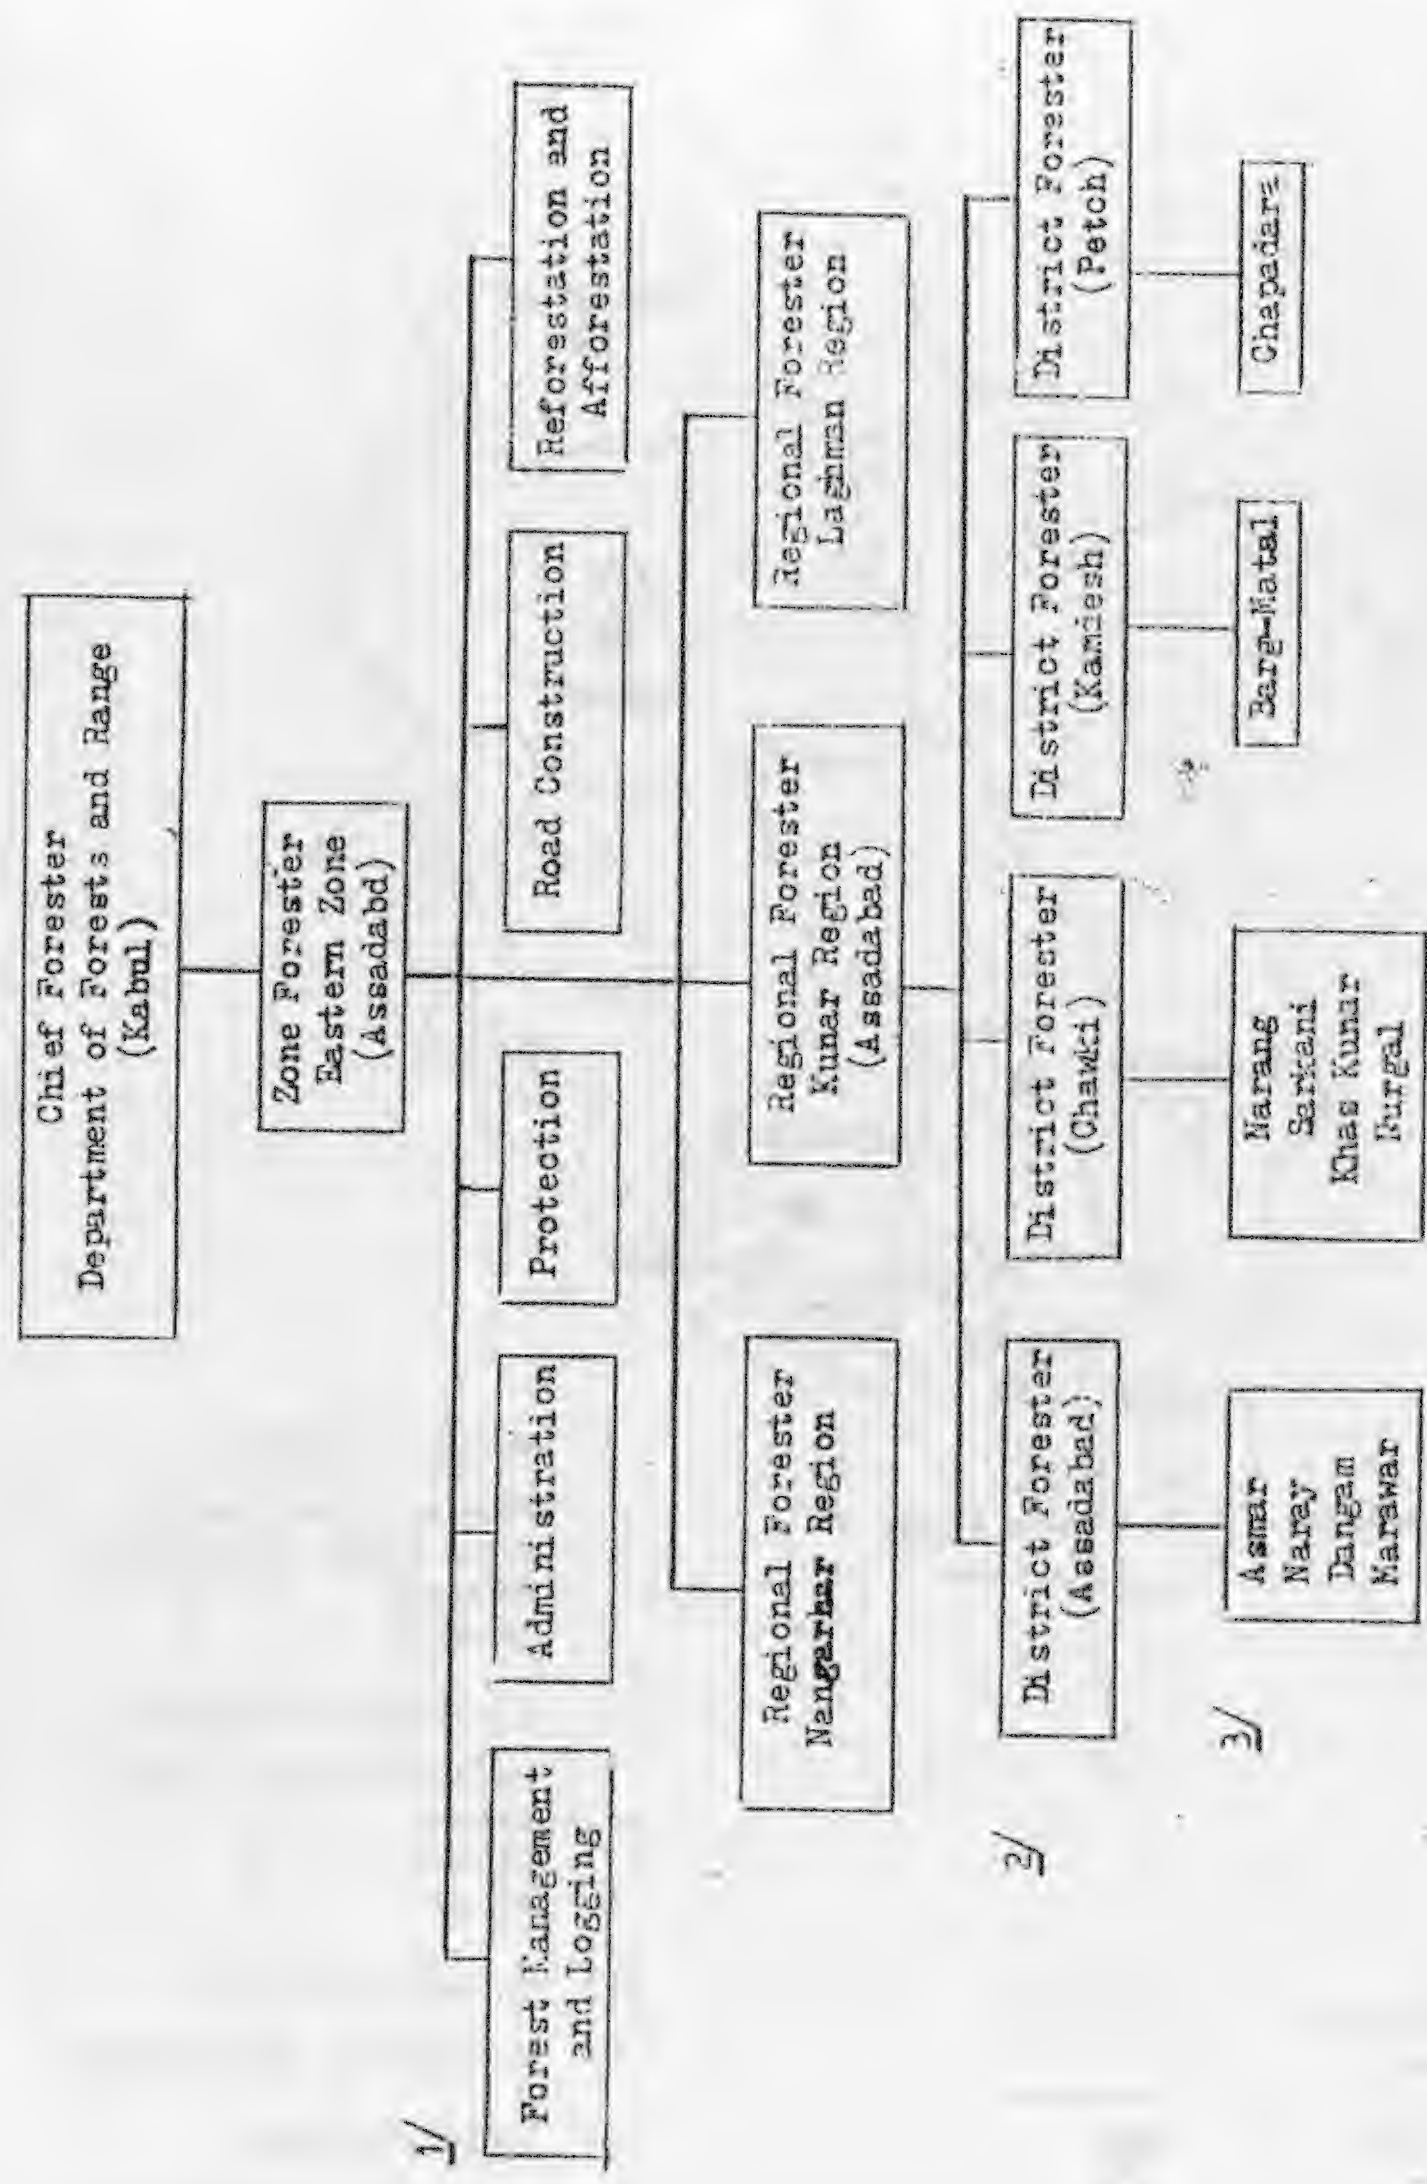 Chief Forester
Department of Forests and Range
(Kabul)
Zone Forester
Eastern Zone
(Assadabd)
1/
Forest Management
and Logging
Administration
Protection
Road Construction
Reforestation and
Afforestation
Regional Forester
Nangarhar Region
Regional Forester
Kunar Region
(Assadabad)
Regional Forester
Laghman Region
2/
District Forester
(Assadabad)
District Forester
(Chawki)
District Forester
(Kamdesh)
District Forester
(Petch)
3/
Asmar
Naray
Dangam
Marawar
Narang
Sarkani
Khas Kunar
Nurgal
Barg-Matal
Chapadara